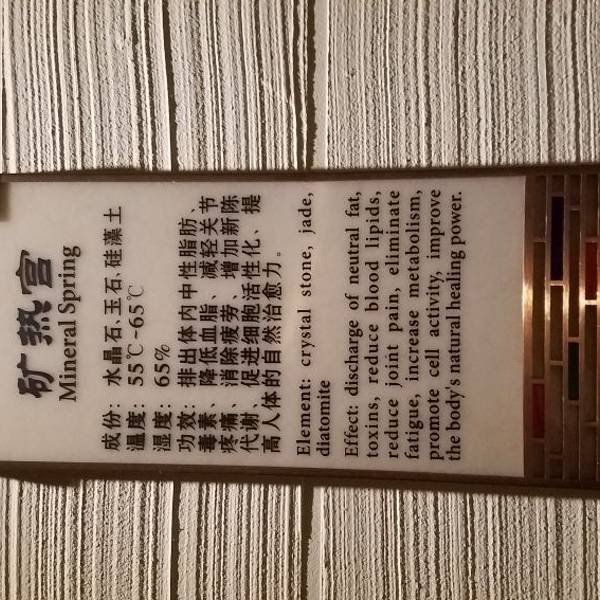 矿热宫
Mineral Spring
成份：水晶石、玉石、硅藻土
温度：55℃~65℃
湿度：65%
功效：排出体内中性脂肪、
毒素、降低血脂、减轻关节
疼痛、消除疲劳、增加新陈
代谢、促进细胞活性化、提
高人体的自然治愈力。
Element: crystal stone, jade,
diatomite
Effect: discharge of neutral fat,
toxins, reduce blood lipids,
reduce joint pain, eliminate
fatigue, increase metabolism,
promote cell activity, improve
the body's natural healing power.